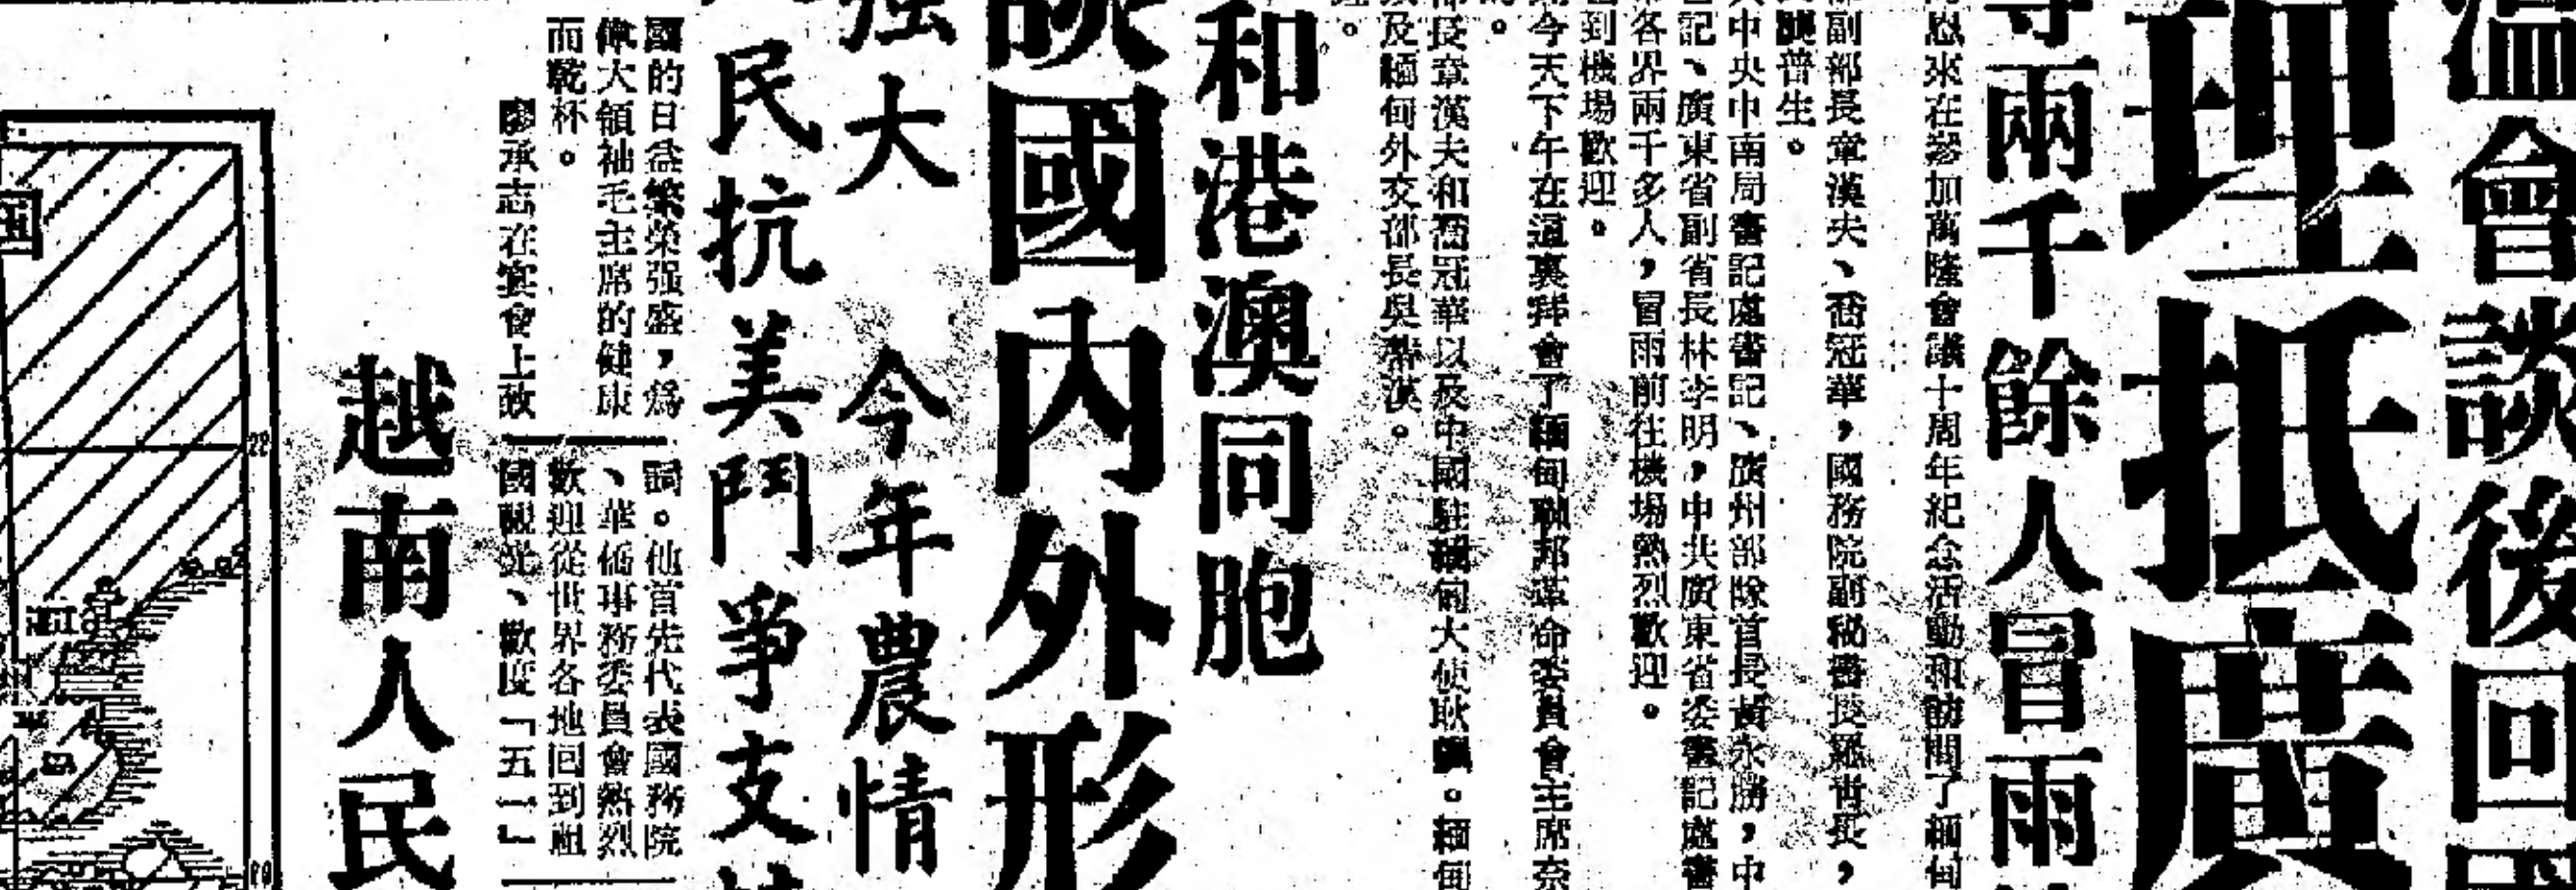 溫會談後回國
理抵廣
等兩千餘人冒雨
恩來在參加萬隆會議十周年紀念活動和訪問了緬甸
部副部長章漢夫、喬冠華，國務院副秘書長羅青長，
普生。
中央中南局書記處書記、廣州部隊首長黃永勝，中
記、廣東省副省長林李明，中共廣東省委書記處書
各界兩千多人，冒雨前往機場熱烈歡迎。
到機場歡迎。
今天下午在這裏拜會了緬甸聯邦革命委員會主席奈
部長章漢夫和喬冠華以及中國駐緬甸大使耿飈。緬甸
及緬甸外交部長吳蒂漢。
和港澳同胞
談國內外形
强大 今年農情
民抗美鬥爭支
國的日益繁榮强盛，爲
偉大領袖毛主席的健康
而乾杯。
廖承志在宴會上致
詞。他首先代表國務院
、華僑事務委員會熱烈
歡迎從世界各地回到祖
國觀光、歡度「五一」
越南人民
国